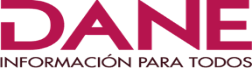 DANE
INFORMACIÓN PARA TODOS